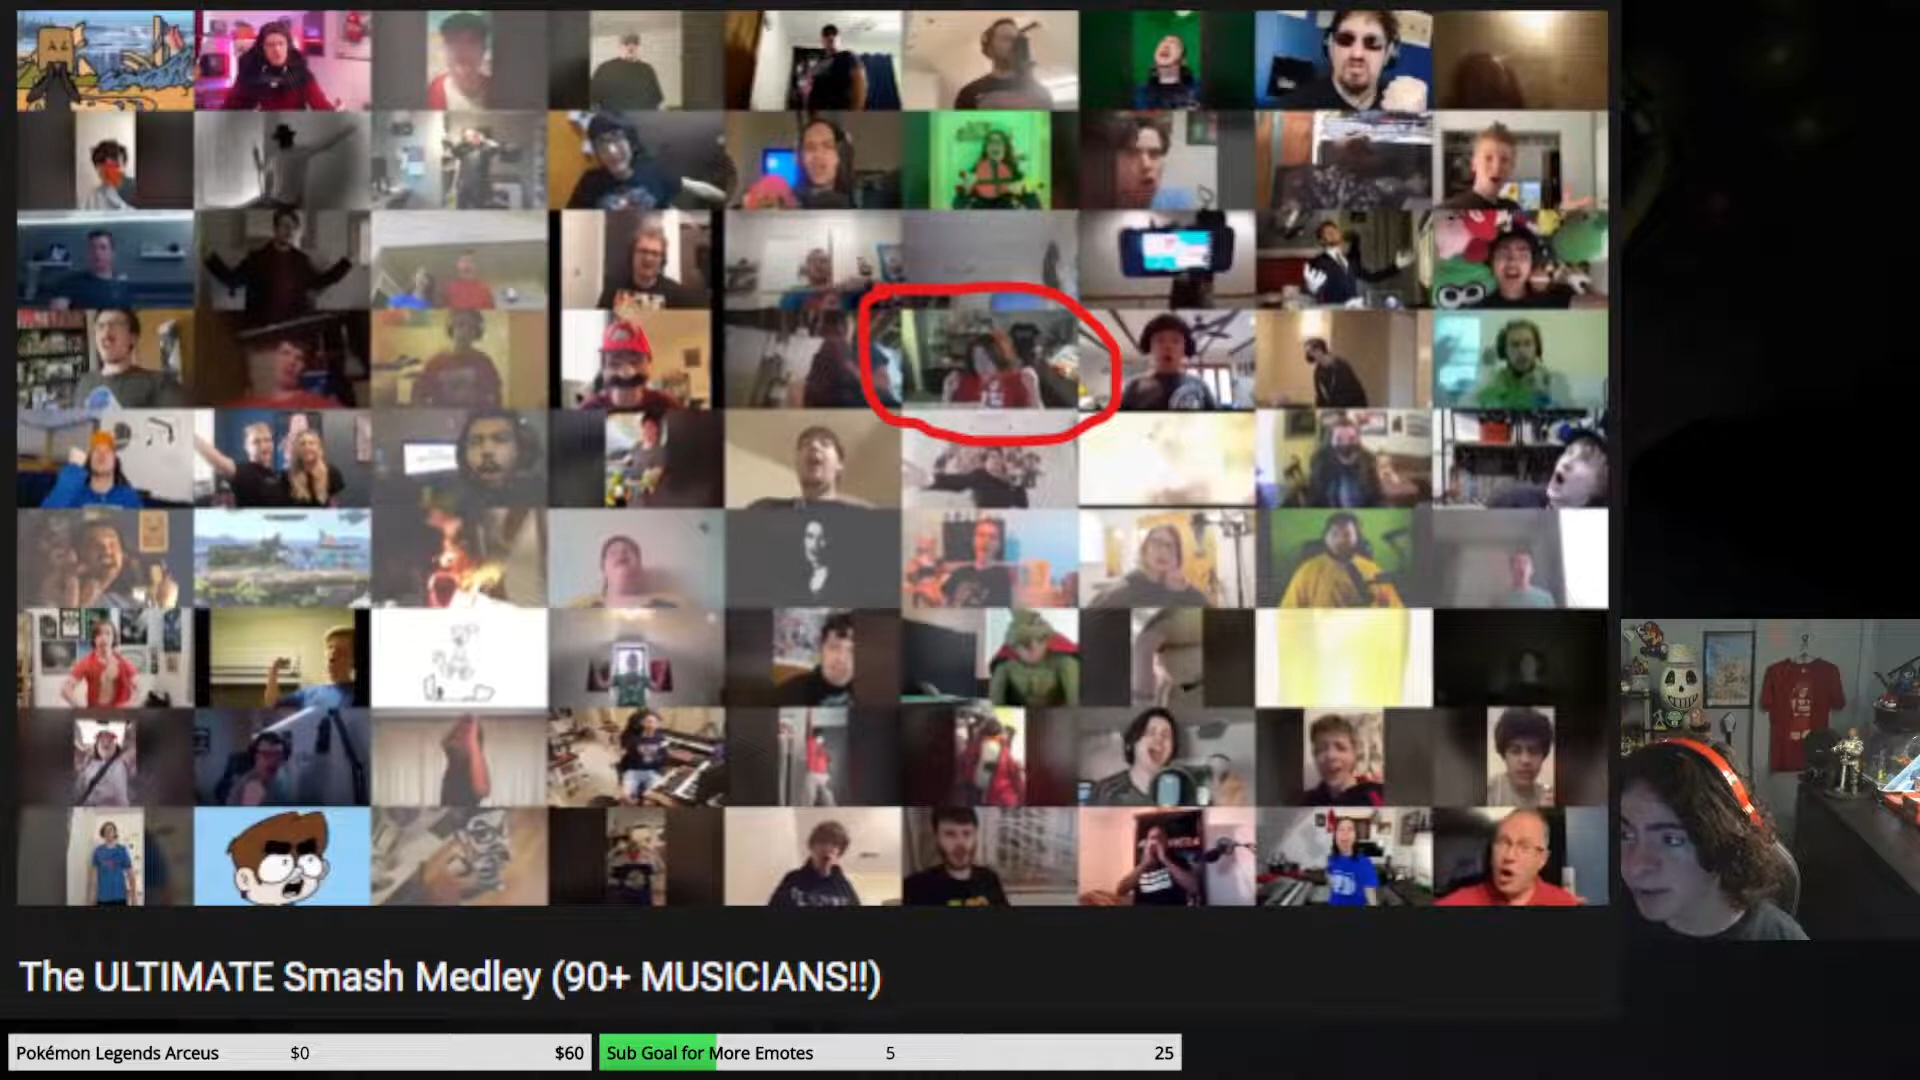 The ULTIMATE Smash Medley (90+ MUSICIANS!!)
Pokémon Legends Arceus $0 $60
Sub Goal for More Emotes 5 25